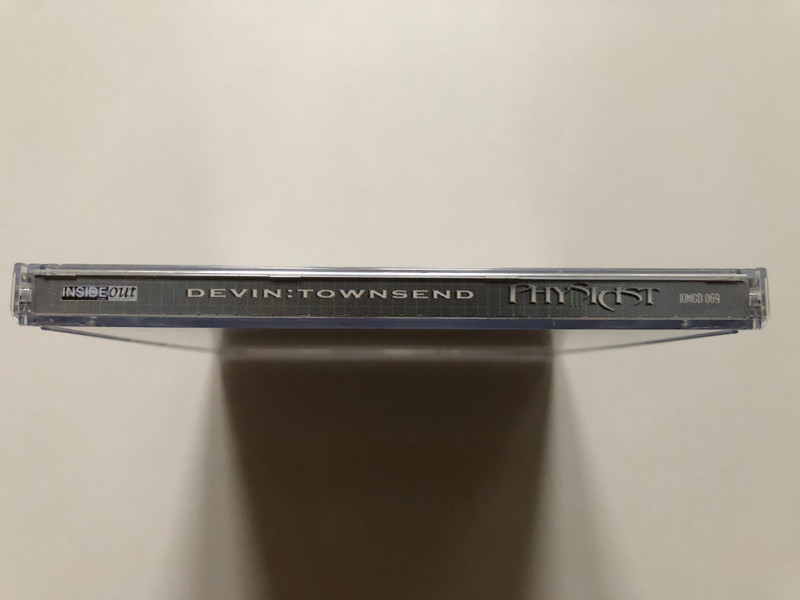 INSIDEout DEVIN:TOWNSEND PHYSICIST IOMCD 069